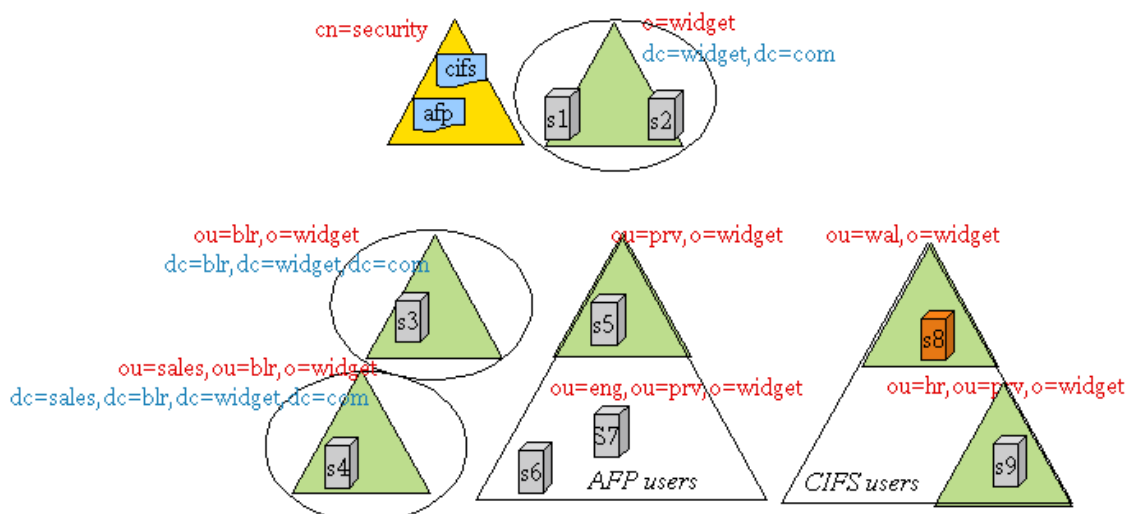 cn=security
o=widget
dc=widget,dc=com
cifs
afp
s1
s2
ou=blr,o=widget
dc=blr,dc=widget,dc=com
ou=prv,o=widget
ou=wal,o=widget
s3
s5
s8
ou=sales,ou=blr,o=widget
dc=sales,dc=blr,dc=widget,dc=com
ou=eng,ou=prv,o=widget
ou=hr,ou=prv,o=widget
s4
s6
S7
AFP users
CIFS users
s9